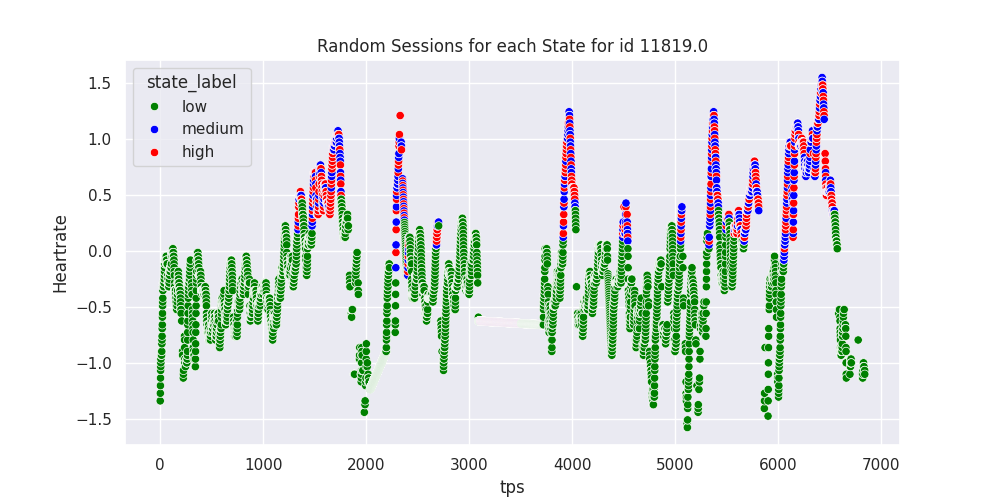 Random Sessions for each State for id 11819.0
state_label
low
medium
high
Heartrate
1.5
1.0
0.5
0.0
−0.5
−1.0
−1.5
0 1000 2000 3000 4000 5000 6000 7000
tps